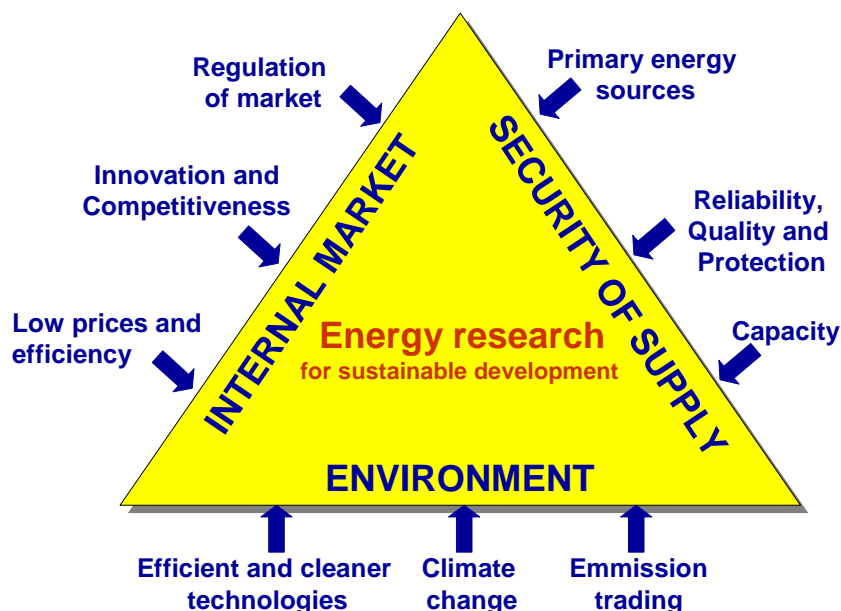 Regulation
of market
Primary energy
sources
Innovation and
Competitiveness
Reliability,
Quality and
Protection
Low prices and
efficiency
Capacity
INTERNAL MARKET
SECURITY OF SUPPLY
Energy research
for sustainable development
ENVIRONMENT
Efficient and cleaner
technologies
Climate
change
Emmission
trading